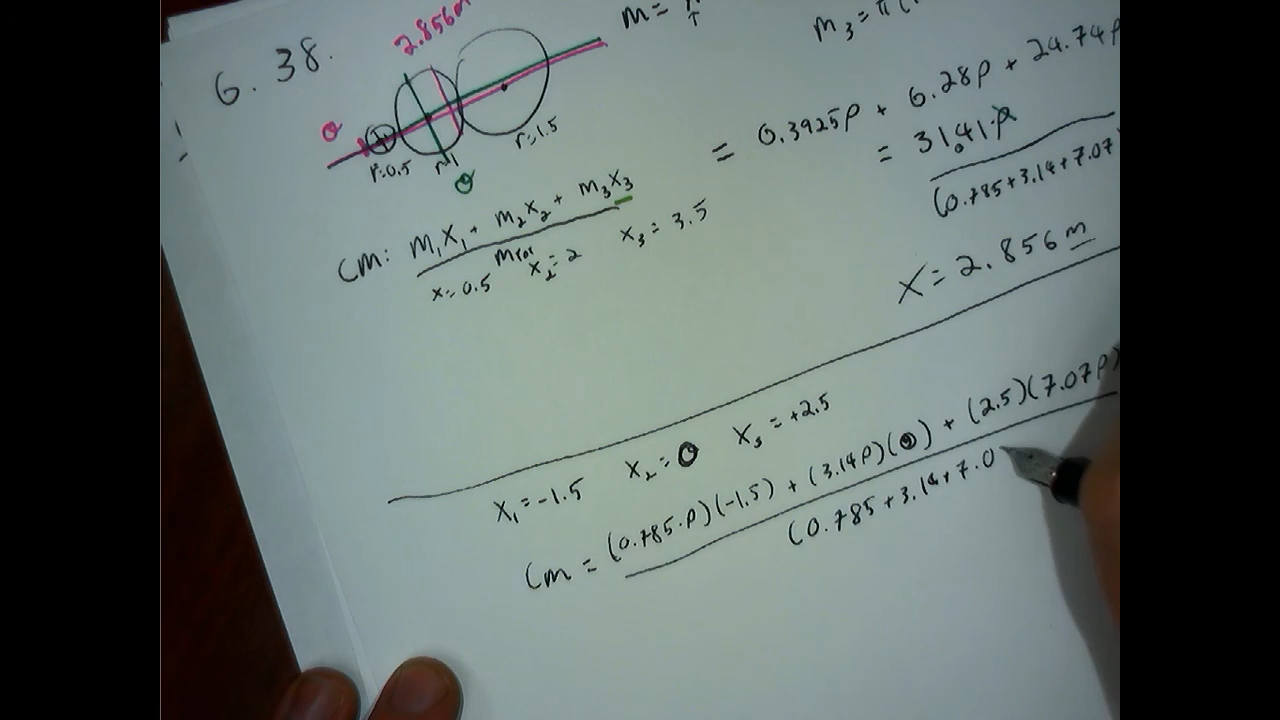 6.38.
2.856m
m =
m3 = π(
r=0.5
r=1
r=1.5
0
0
CM: m1x1 + m2x2 + m3x3
mTOT
x = 0.5 x2 = 2 x3 = 3.5
= 0.3925ρ + 6.28ρ + 24.74ρ
= 31.41ρ
(0.785+3.14+7.07
X = 2.856 m
x1 = -1.5 x2 = 0 x3 = +2.5
Cm = (0.785·ρ)(-1.5) + (3.14ρ)(0) + (2.5)(7.07ρ)
(0.785+3.14+7.0